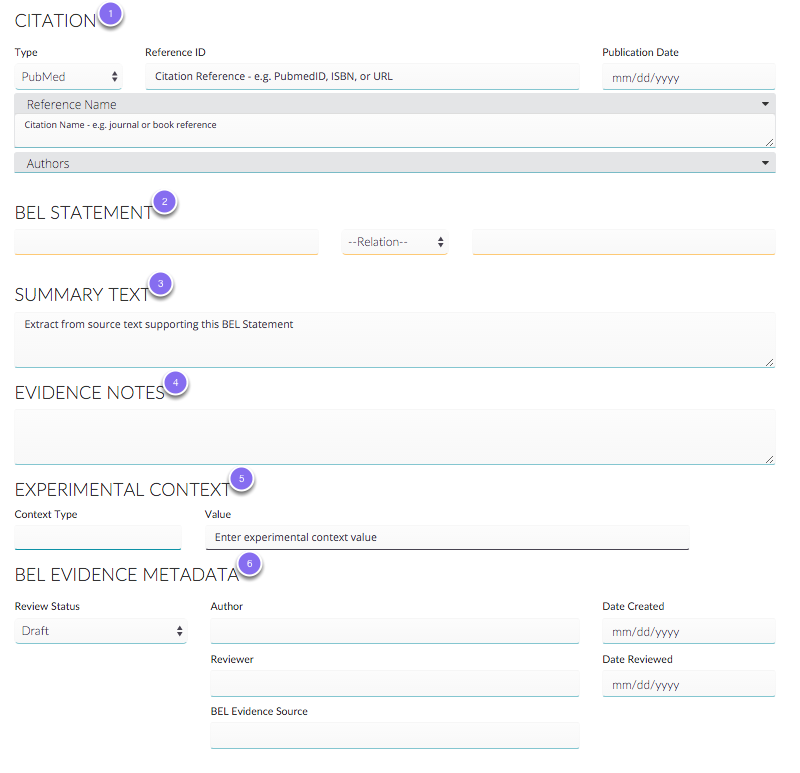 CITATION 1
Type Reference ID Publication Date
PubMed Citation Reference - e.g. PubmedID, ISBN, or URL mm/dd/yyyy
Reference Name
Citation Name - e.g. journal or book reference
Authors
BEL STATEMENT 2
--Relation--
SUMMARY TEXT 3
Extract from source text supporting this BEL Statement
EVIDENCE NOTES 4
EXPERIMENTAL CONTEXT 5
Context Type Value
Enter experimental context value
BEL EVIDENCE METADATA 6
Review Status Author Date Created
Draft mm/dd/yyyy
Reviewer Date Reviewed
mm/dd/yyyy
BEL Evidence Source